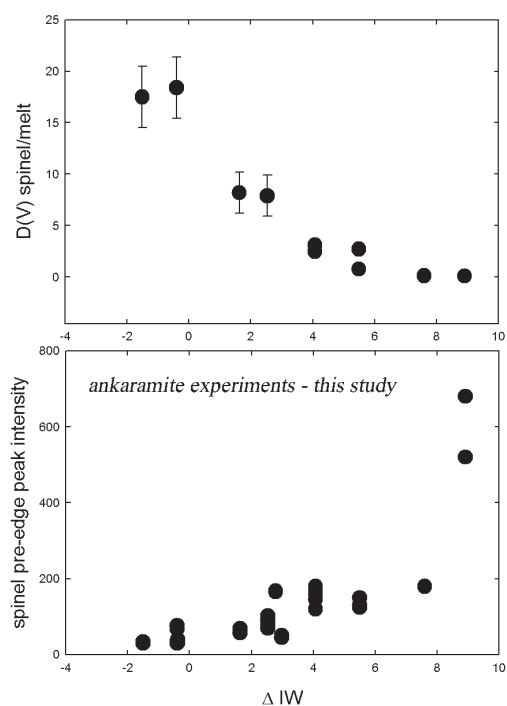 25
20
15
10
5
0
D(V) spinel/melt
-4 -2 0 2 4 6 8 10
800
600
400
200
0
spinel pre-edge peak intensity
ankaramite experiments - this study
-4 -2 0 2 4 6 8 10
Δ IW